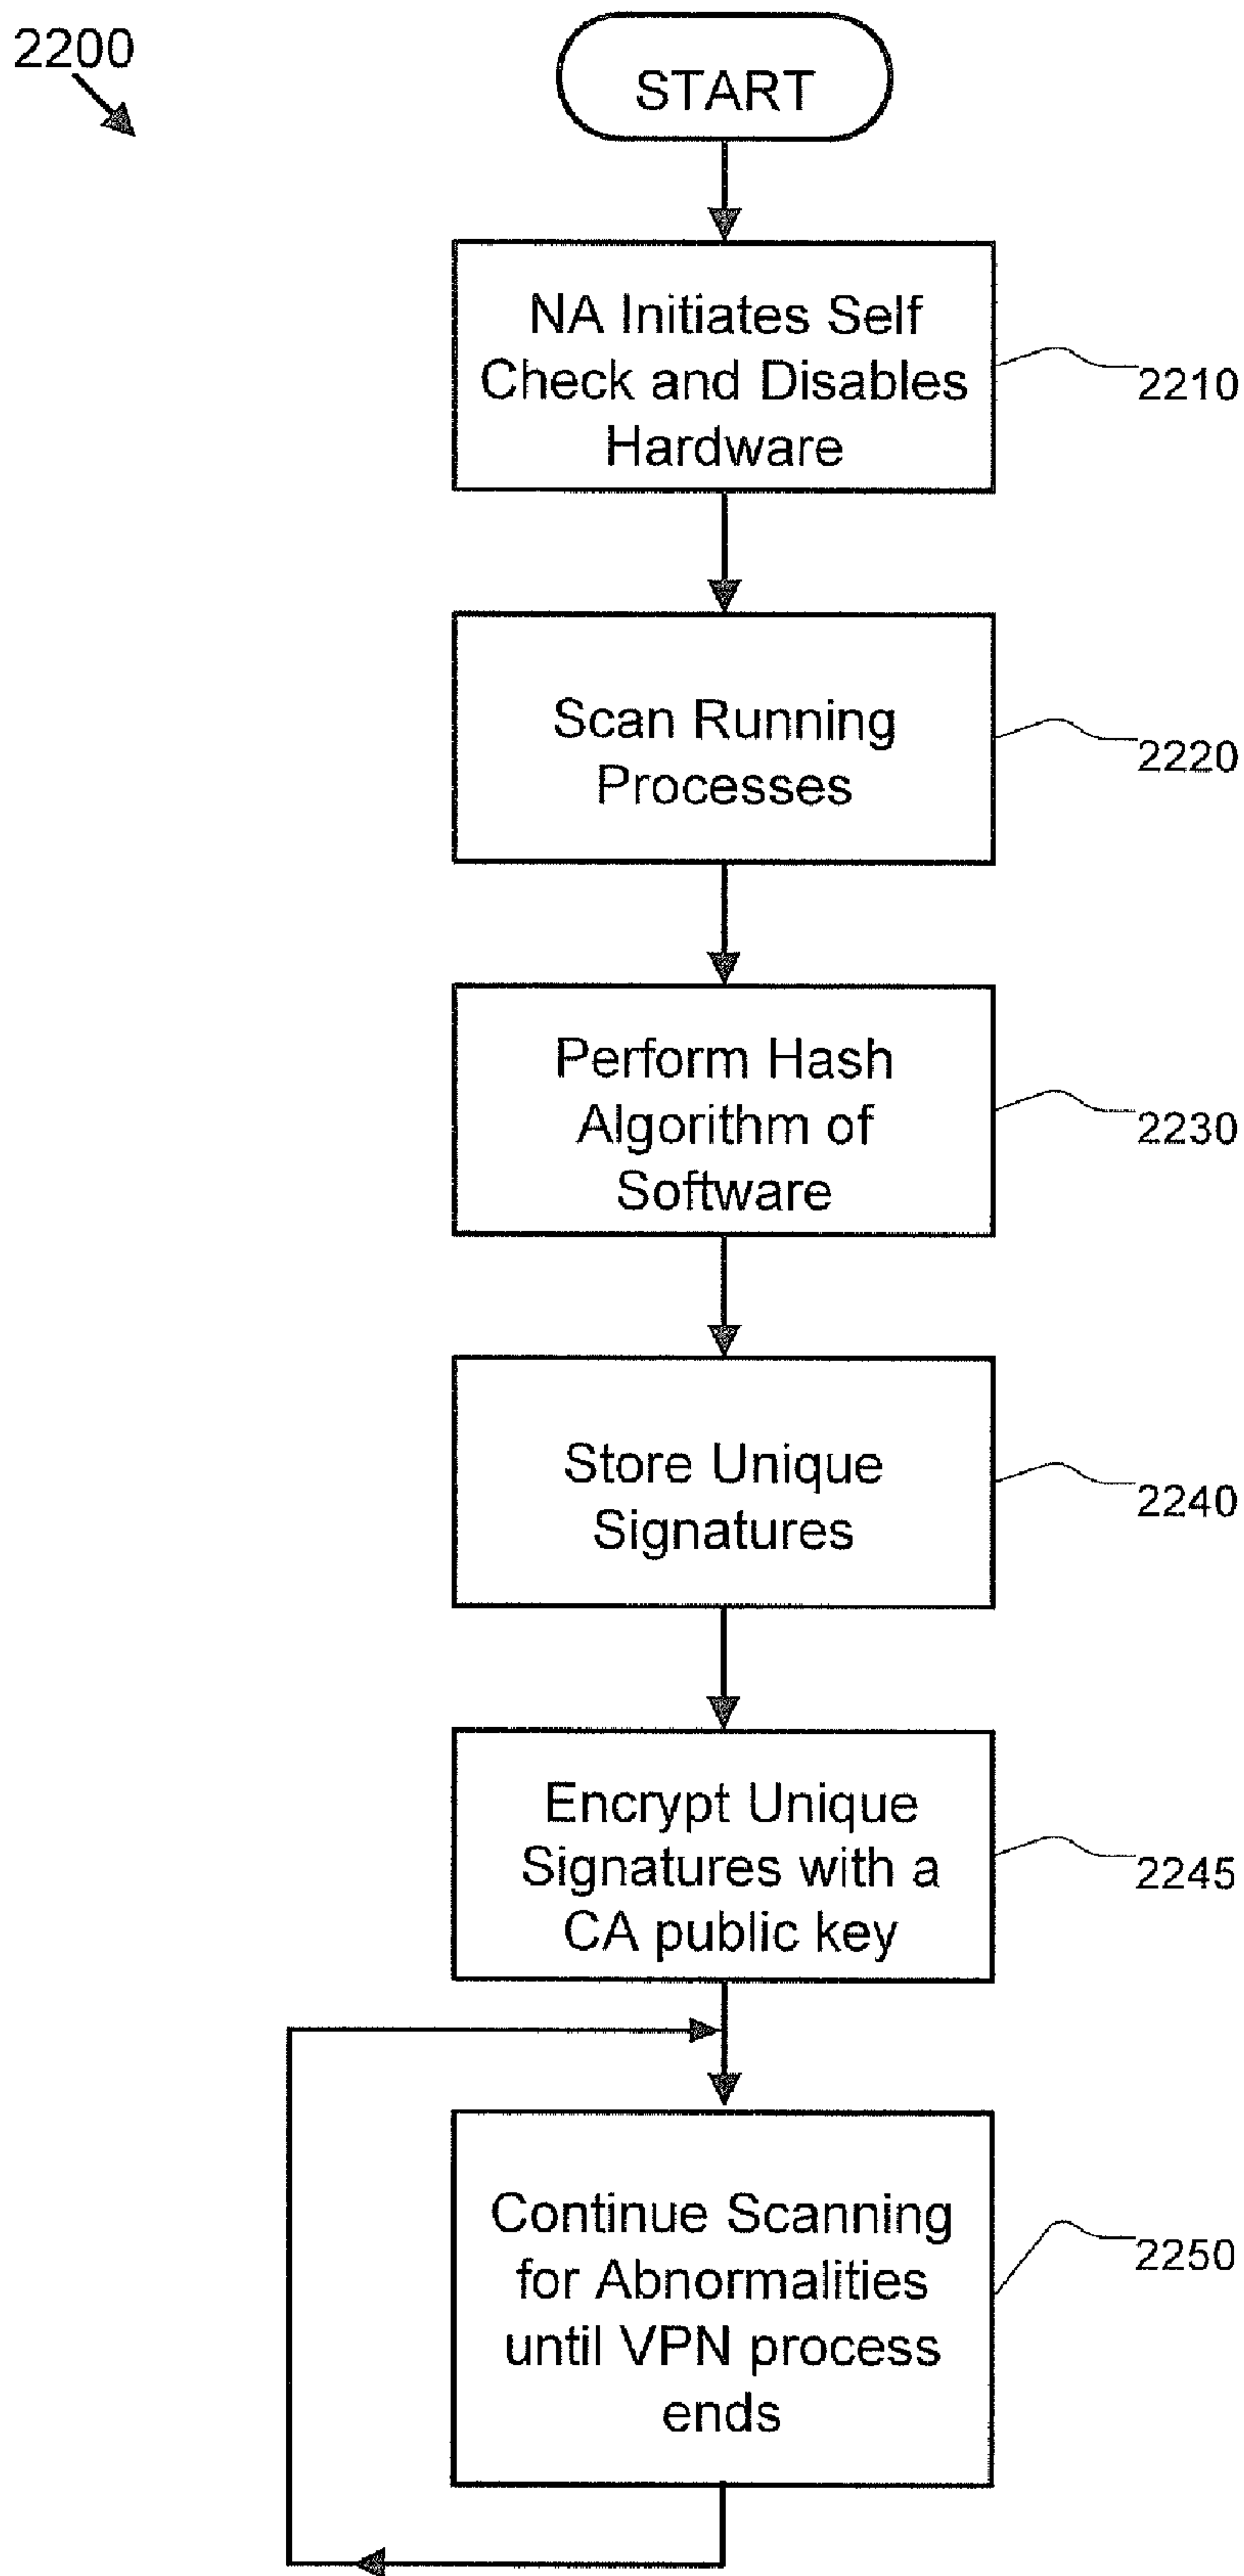 2200
START
NA Initiates Self
Check and Disables
Hardware
2210
Scan Running
Processes
2220
Perform Hash
Algorithm of
Software
2230
Store Unique
Signatures
2240
Encrypt Unique
Signatures with a
CA public key
2245
Continue Scanning
for Abnormalities
until VPN process
ends
2250